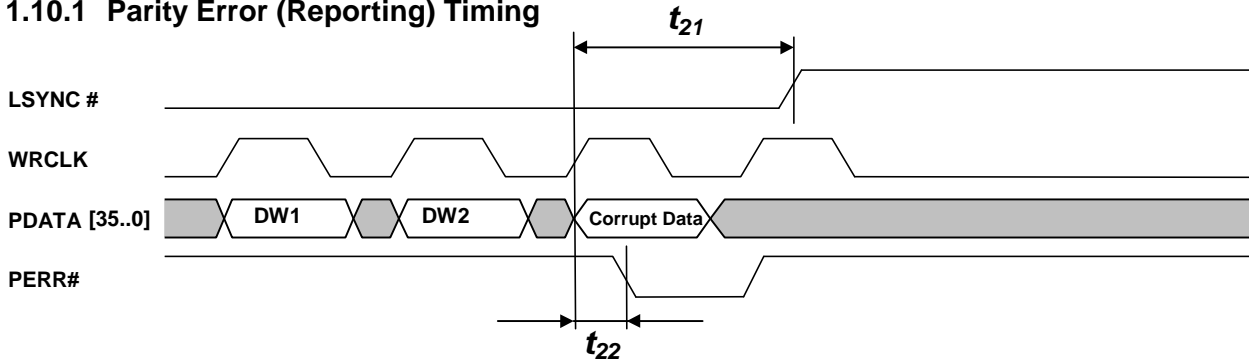 1.10.1 Parity Error (Reporting) Timing
t21
LSYNC #
WRCLK
PDATA [35..0]
DW1
DW2
Corrupt Data
PERR#
t22